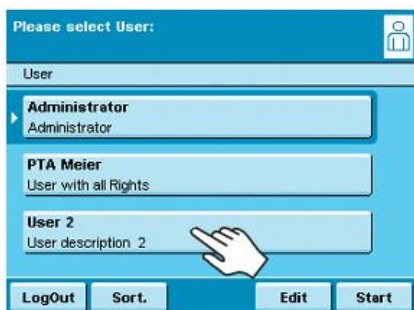 Please select User:
User
Administrator
Administrator
PTA Meier
User with all Rights
User 2
User description 2
LogOut Sort. Edit Start